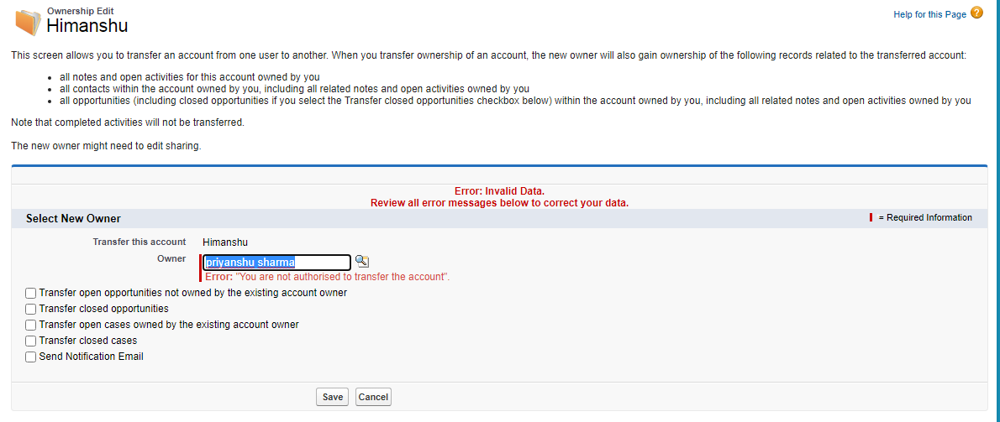 Ownership Edit
Himanshu
Help for this Page ?
This screen allows you to transfer an account from one user to another. When you transfer ownership of an account, the new owner will also gain ownership of the following records related to the transferred account:
• all notes and open activities for this account owned by you
• all contacts within the account owned by you, including all related notes and open activities owned by you
• all opportunities (including closed opportunities if you select the Transfer closed opportunities checkbox below) within the account owned by you, including all related notes and open activities owned by you
Note that completed activities will not be transferred.
The new owner might need to edit sharing.
Error: Invalid Data.
Review all error messages below to correct your data.
Select New Owner
= Required Information
Transfer this account Himanshu
Owner priyanshu sharma
Error: "You are not authorised to transfer the account".
Transfer open opportunities not owned by the existing account owner
Transfer closed opportunities
Transfer open cases owned by the existing account owner
Transfer closed cases
Send Notification Email
Save Cancel